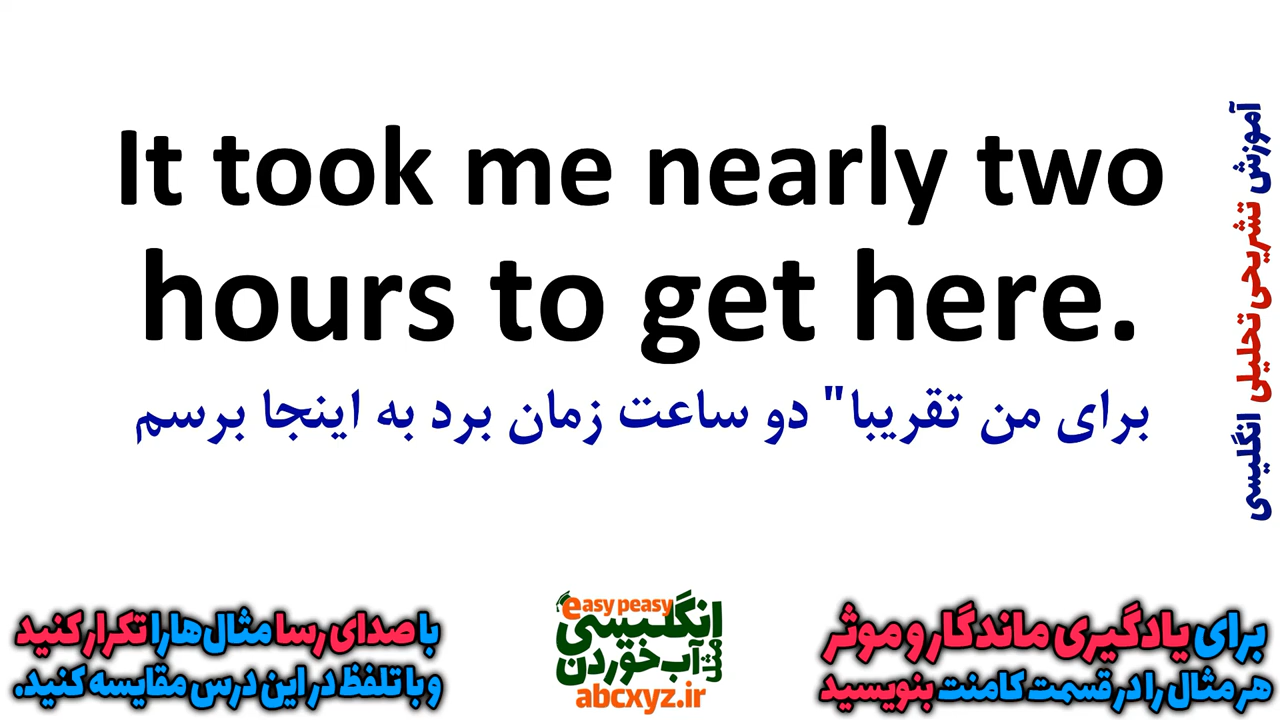 It took me nearly two
hours to get here.
برای من تقریبا" دو ساعت زمان برد به اینجا برسم
آموزش تشریحی تحلیلی انگلیسی
برای یادگیری ماندگار و موثر
هر مثال را در قسمت کامنت بنویسید
easy peasy
انگلیسی
مثل آب خوردن
abcxyz.ir
با صدای رسا مثال‌ها را تکرار کنید
و با تلفظ در این درس مقایسه کنید.